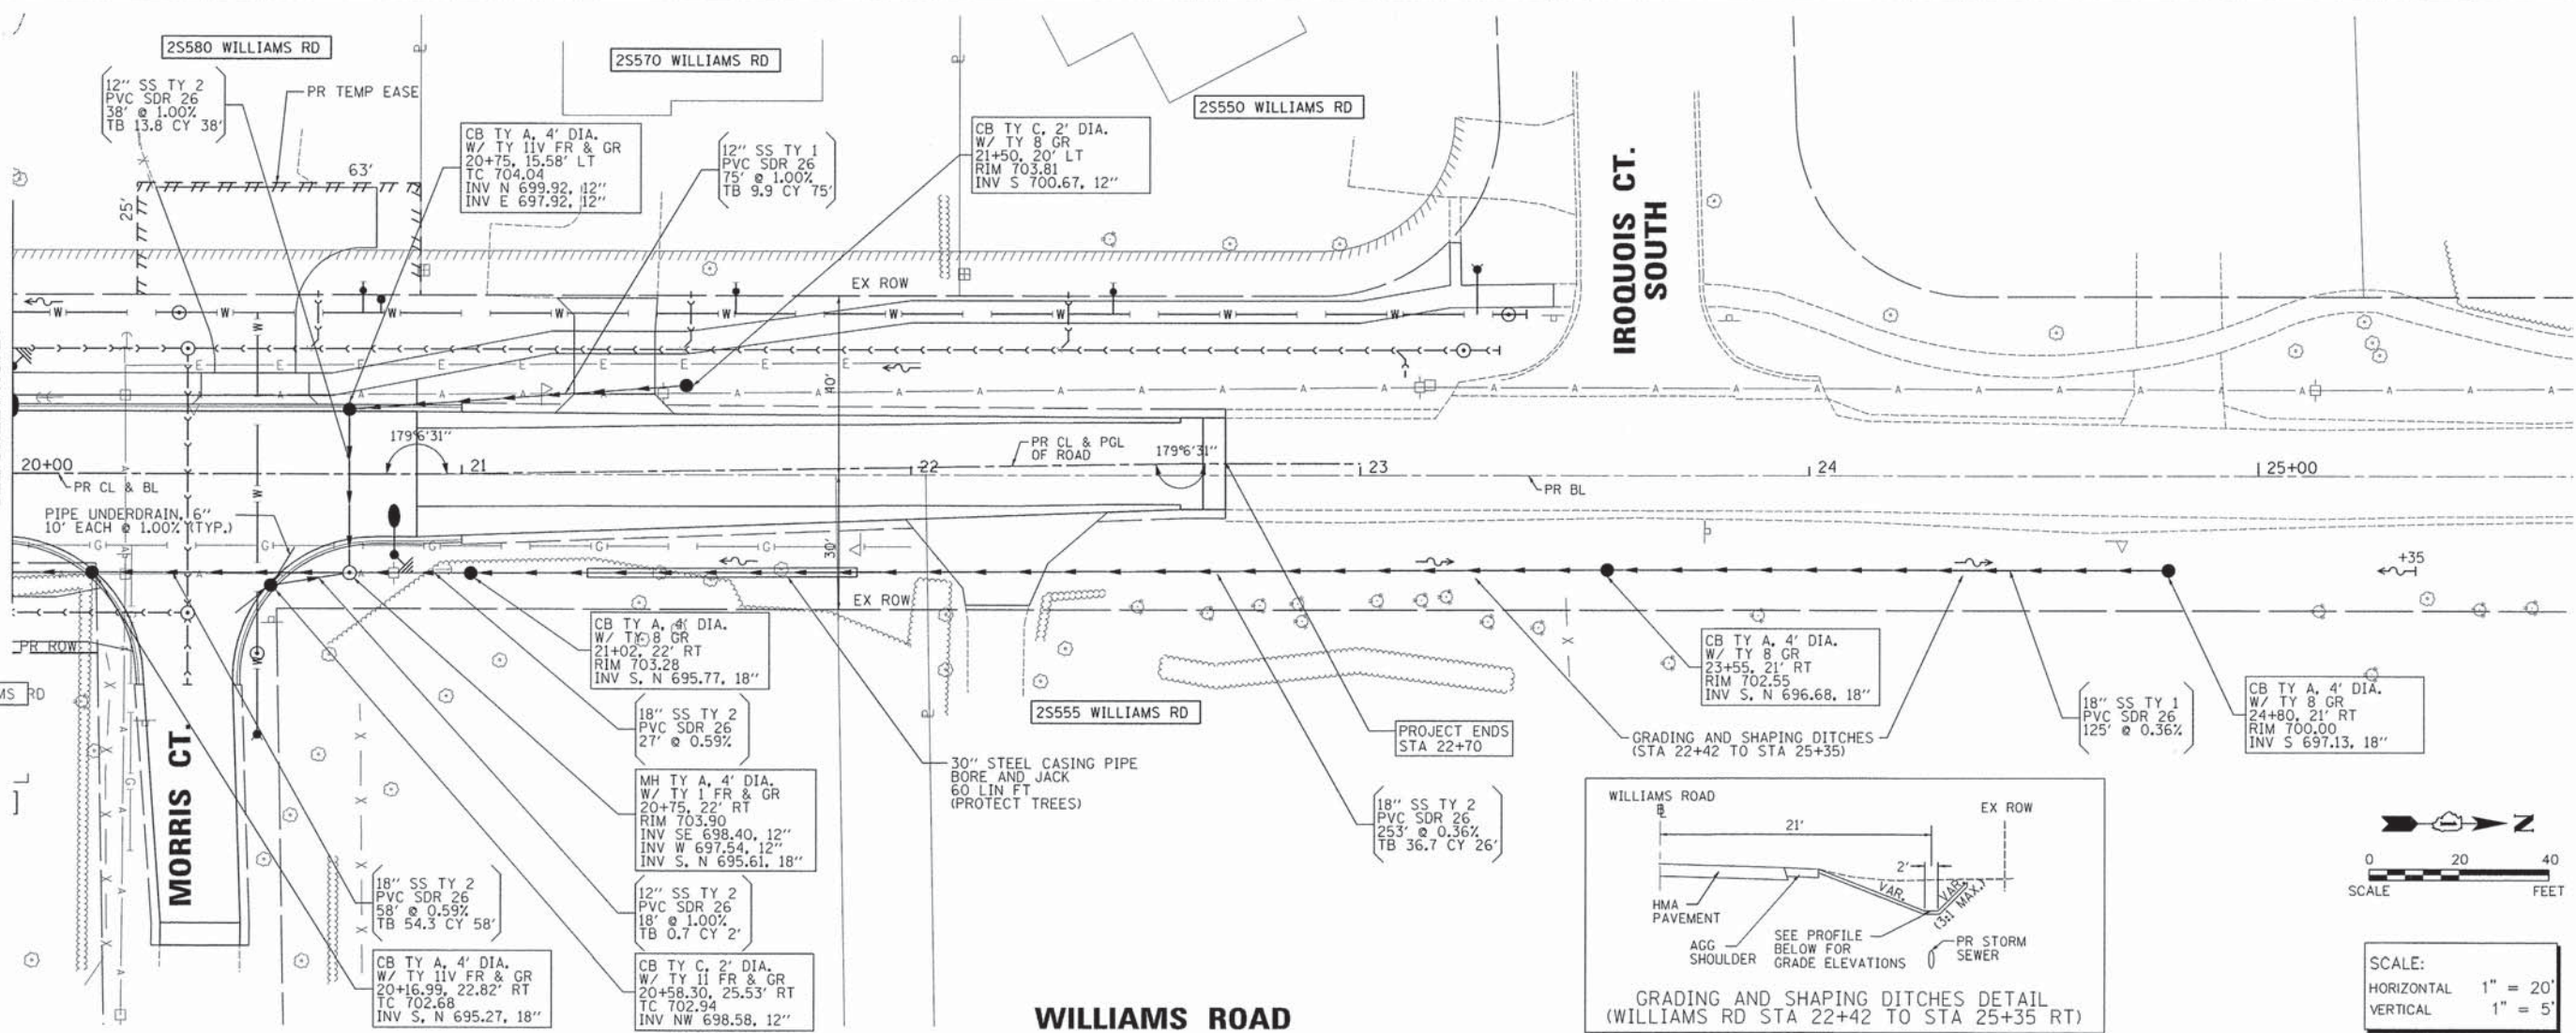 2S580 WILLIAMS RD
2S570 WILLIAMS RD
2S550 WILLIAMS RD
12" SS TY 2
PVC SDR 26
38' @ 1.00%
TB 13.8 CY 38'
PR TEMP EASE
63'
25'
CB TY A, 4' DIA.
W/ TY 11V FR & GR
20+75, 15.58' LT
TC 704.04
INV N 699.92, 12"
INV E 697.92, 12"
12" SS TY 1
PVC SDR 26
75' @ 1.00%
TB 9.9 CY 75'
CB TY C, 2' DIA.
W/ TY 8 GR
21+50, 20' LT
RIM 703.81
INV S 700.67, 12"
IROQUOIS CT.
SOUTH
EX ROW
40'
179°6'31"
PR CL & PGL
OF ROAD
179°6'31"
20+00
21
22
23
24
25+00
PR CL & BL
PR BL
PIPE UNDERDRAIN, 6"
10' EACH @ 1.00% (TYP.)
30'
EX ROW
+35
PR ROW
MS RD
MORRIS CT.
CB TY A, 4' DIA.
W/ TY 8 GR
21+02, 22' RT
RIM 703.28
INV S, N 695.77, 18"
18" SS TY 2
PVC SDR 26
27' @ 0.59%
MH TY A, 4' DIA.
W/ TY 1 FR & GR
20+75, 22' RT
RIM 703.90
INV SE 698.40, 12"
INV W 697.54, 12"
INV S, N 695.61, 18"
12" SS TY 2
PVC SDR 26
18' @ 1.00%
TB 0.7 CY 2'
CB TY C, 2' DIA.
W/ TY 11 FR & GR
20+58.30, 25.53' RT
TC 702.94
INV NW 698.58, 12"
18" SS TY 2
PVC SDR 26
58' @ 0.59%
TB 54.3 CY 58'
CB TY A, 4' DIA.
W/ TY 11V FR & GR
20+16.99, 22.82' RT
TC 702.68
INV S, N 695.27, 18"
30" STEEL CASING PIPE
BORE AND JACK
60 LIN FT
(PROTECT TREES)
2S555 WILLIAMS RD
PROJECT ENDS
STA 22+70
18" SS TY 2
PVC SDR 26
253' @ 0.36%
TB 36.7 CY 26'
CB TY A, 4' DIA.
W/ TY 8 GR
23+55, 21' RT
RIM 702.55
INV S, N 696.68, 18"
GRADING AND SHAPING DITCHES
(STA 22+42 TO STA 25+35)
18" SS TY 1
PVC SDR 26
125' @ 0.36%
CB TY A, 4' DIA.
W/ TY 8 GR
24+80, 21' RT
RIM 700.00
INV S 697.13, 18"
WILLIAMS ROAD
WILLIAMS ROAD
EX ROW
21'
2'
VAR.
VAR.
(3:1 MAX.)
HMA
PAVEMENT
AGG
SHOULDER
SEE PROFILE
BELOW FOR
GRADE ELEVATIONS
PR STORM
SEWER
GRADING AND SHAPING DITCHES DETAIL
(WILLIAMS RD STA 22+42 TO STA 25+35 RT)
N
0 20 40
SCALE FEET
SCALE:
HORIZONTAL 1" = 20'
VERTICAL 1" = 5'